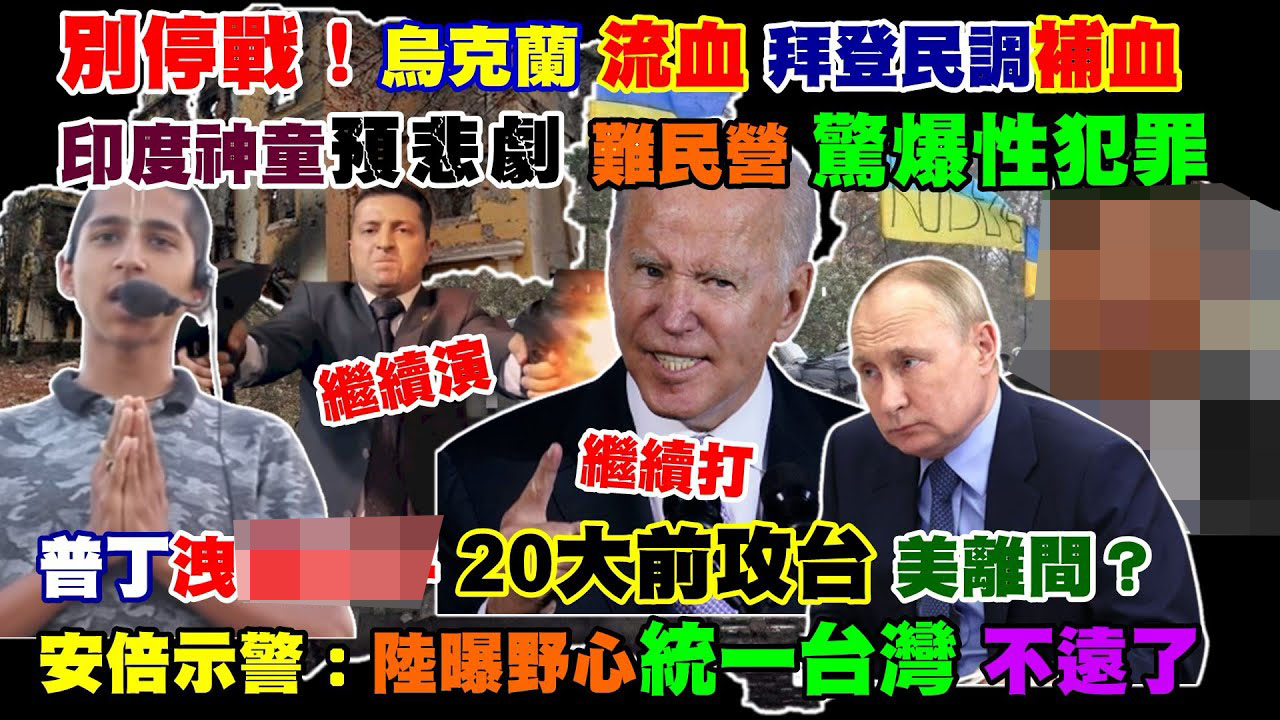 別停戰！烏克蘭 流血 拜登民調補血
印度神童預悲劇 難民營 驚爆性犯罪
繼續演
繼續打
普丁洩 20大前攻台 美離間？
安倍示警：陸曝野心統一台灣 不遠了